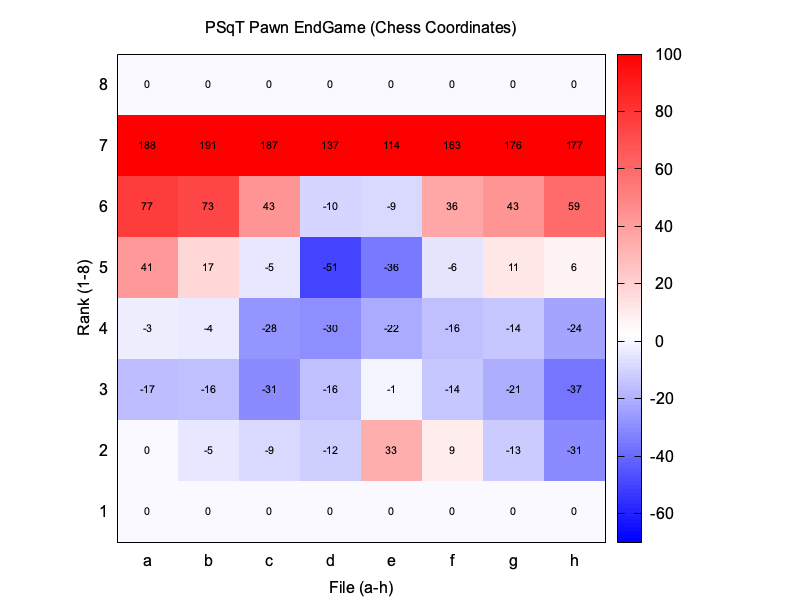 PSqT Pawn EndGame (Chess Coordinates)
8 0 0 0 0 0 0 0 0 100
7 188 191 187 137 114 163 176 177 80
6 77 73 43 -10 -9 36 43 59 60
5 41 17 -5 -51 -36 -6 11 6 40
4 -3 -4 -28 -30 -22 -16 -14 -24 20
3 -17 -16 -31 -16 -1 -14 -21 -37 0
2 0 -5 -9 -12 33 9 -13 -31 -20
1 0 0 0 0 0 0 0 0 -40
-60
Rank (1-8)
a b c d e f g h
File (a-h)